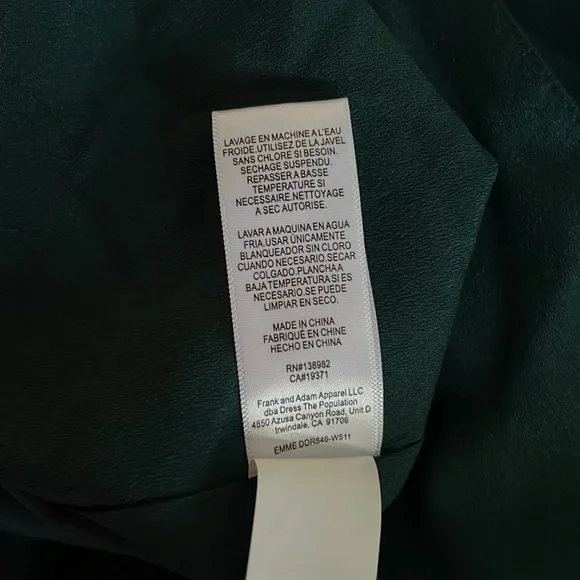 LAVAGE EN MACHINE A L'EAU
FROIDE.UTILISEZ DE LA JAVEL
SANS CHLORE SI BESOIN.
SECHAGE SUSPENDU.
REPASSER A BASSE
TEMPERATURE SI
NECESSAIRE.NETTOYAGE
A SEC AUTORISE.
LAVAR A MAQUINA EN AGUA
FRIA.USAR ÚNICAMENTE
BLANQUEADOR SIN CLORO
CUANDO NECESARIO.SECAR
COLGADO.PLANCHA A
BAJA TEMPERATURA SI ES
NECESARIO.SE PUEDE
LIMPIAR EN SECO.
MADE IN CHINA
FABRIQUÉ EN CHINE
HECHO EN CHINA
RN#138982
CA#19371
Frank and Adam Apparel LLC
dba Dress The Population
4850 Azusa Canyon Road, Unit D
Irwindale, CA 91706
EMME DDR846-W511